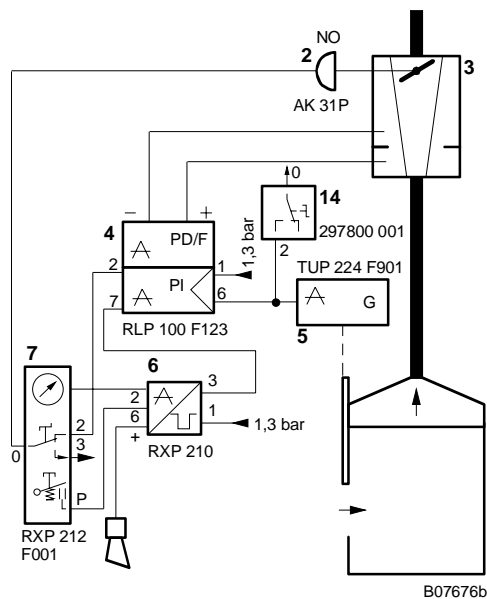 NO
2
3
AK 31P
0
14
297800 001
2
– +
4
PD/F
1,3 bar
2
1
PI
7
6
RLP 100 F123
TUP 224 F901
G
5
7
6
2
3
6
1
+
1,3 bar
RXP 210
2
3
0
P
RXP 212
F001
B07676b